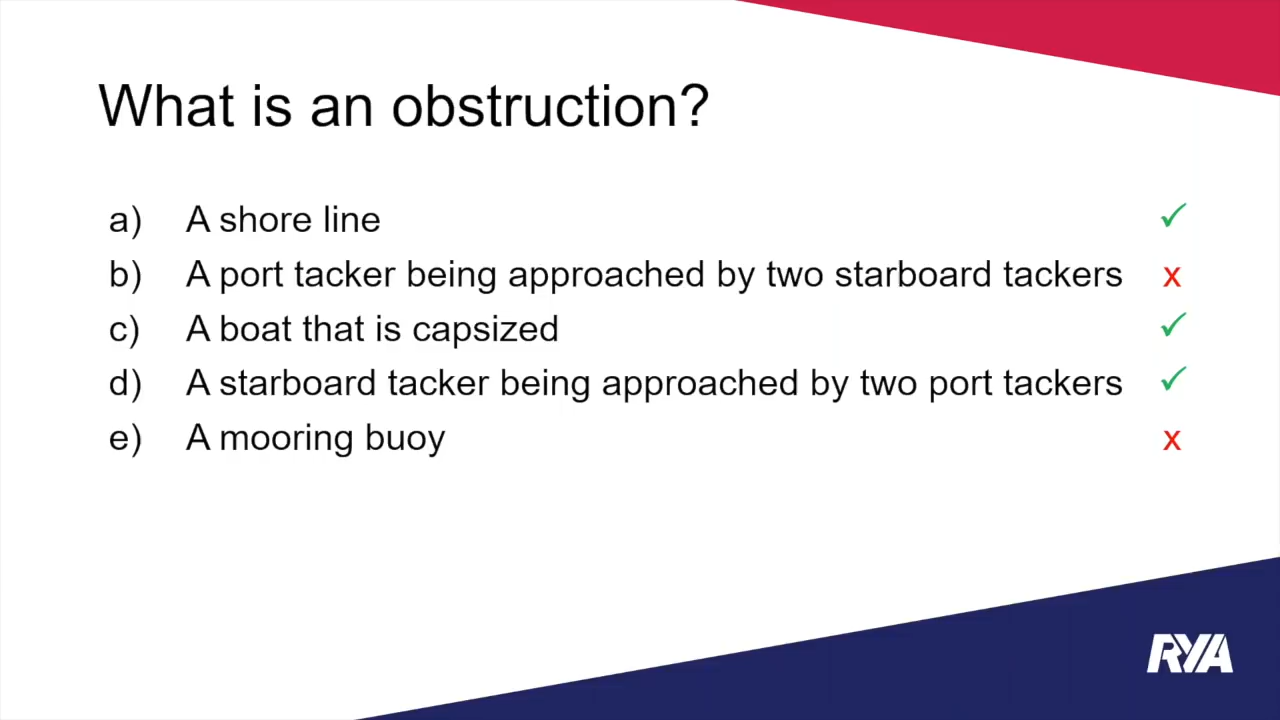 What is an obstruction?
a) A shore line ✓
b) A port tacker being approached by two starboard tackers x
c) A boat that is capsized ✓
d) A starboard tacker being approached by two port tackers ✓
e) A mooring buoy x
RYA